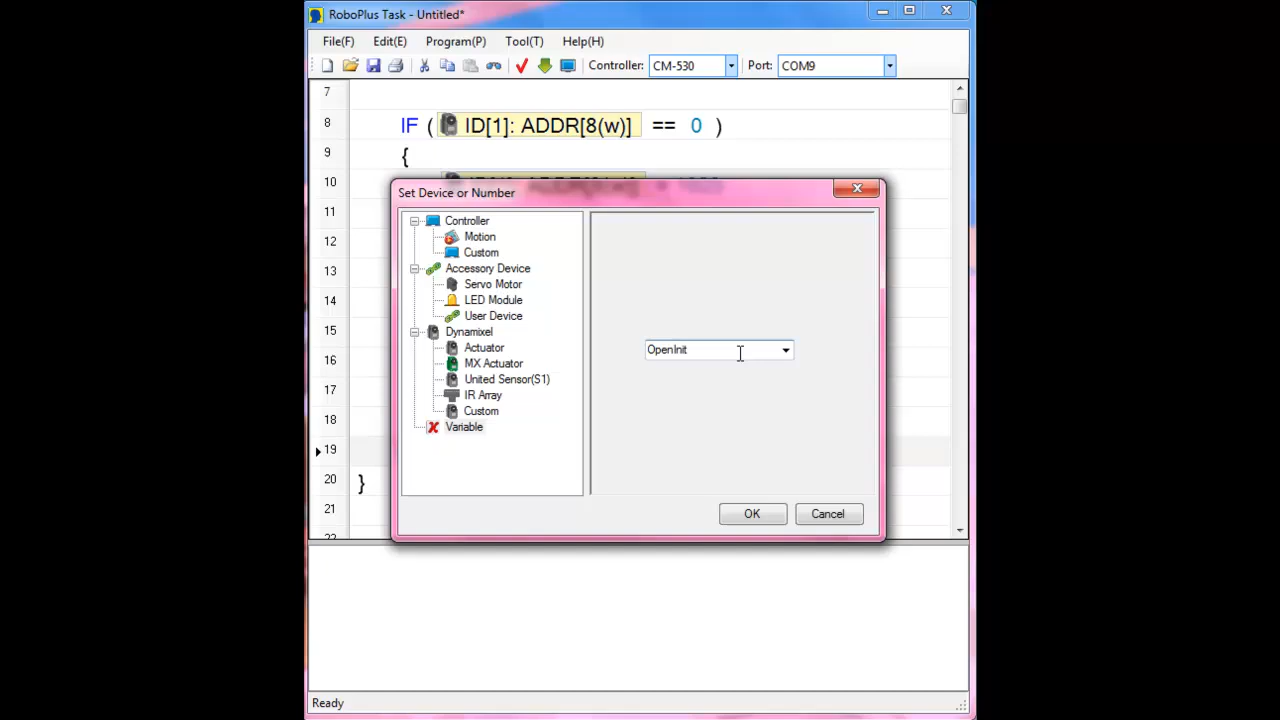 RoboPlus Task - Untitled*
File(F) Edit(E) Program(P) Tool(T) Help(H)
Controller: CM-530 Port: COM9
7
8 IF ( ID[1]: ADDR[8(w)] == 0 )
9 {
10
Set Device or Number
11 Controller
Motion
12 Custom
13 Accessory Device
Servo Motor
14 LED Module
User Device
15 Dynamixel
Actuator OpenInit
16 MX Actuator
United Sensor(S1)
17 IR Array
Custom
18 Variable
19
20 }
21
OK Cancel
22
Ready